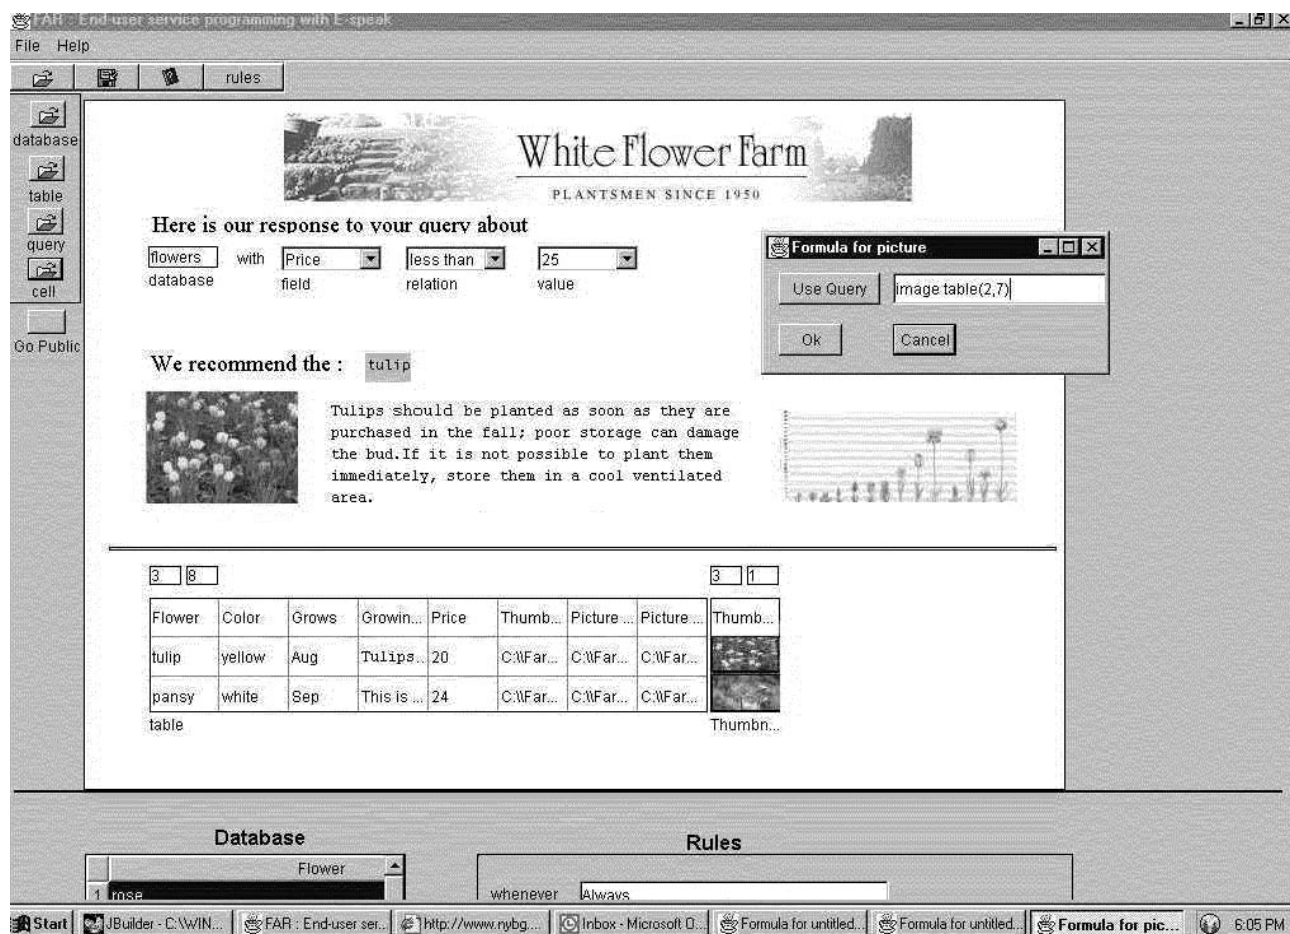 FAR : End-user service programming with E-speak
File Help
rules
database
table
query
cell
Go Public
White Flower Farm
PLANTSMEN SINCE 1950
Here is our response to your query about
flowers with Price less than 25
database field relation value
Formula for picture
Use Query image table(2,7)
Ok Cancel
We recommend the : tulip
Tulips should be planted as soon as they are
purchased in the fall; poor storage can damage
the bud.If it is not possible to plant them
immediately, store them in a cool ventilated
area.
3 8 3 1
Flower Color Grows Growin... Price Thumb... Picture ... Picture ... Thumb...
tulip yellow Aug Tulips.. 20 C:\\Far... C:\\Far... C:\\Far...
pansy white Sep This is ... 24 C:\\Far... C:\\Far... C:\\Far...
table Thumbn...
Database Rules
Flower
1 rose
whenever Always
Start JBuilder - C:\WIN... FAR : End-user ser... http://www.nybg.... Inbox - Microsoft O... Formula for untitled... Formula for untitled... Formula for pic... 6:05 PM